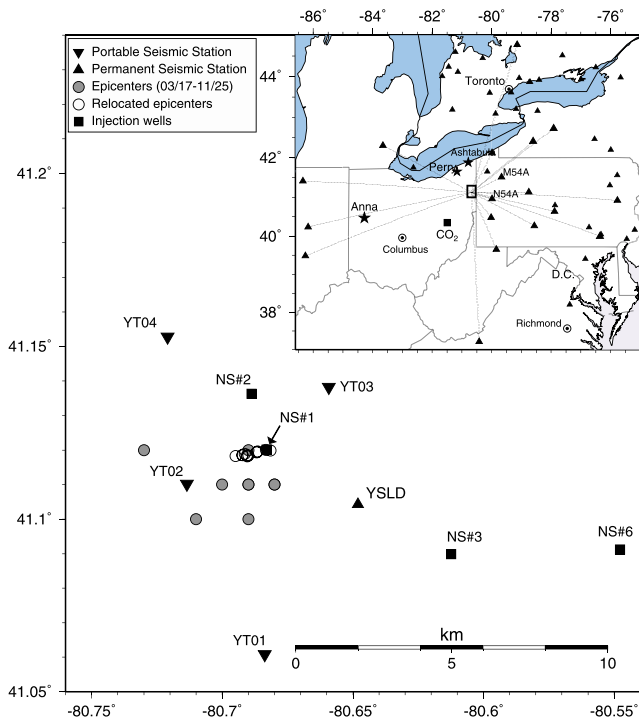 -86° -84° -82° -80° -78° -76°
Portable Seismic Station
Permanent Seismic Station
Epicenters (03/17-11/25)
Relocated epicenters
Injection wells
44°
42°
40°
38°
Toronto
Ashtabula
Perry
M54A
N54A
Anna
CO₂
Columbus
D.C.
Richmond
41.2°
41.15°
41.1°
41.05°
YT04
NS#2
YT03
NS#1
YT02
YSLD
NS#3
NS#6
YT01
km
0 5 10
-80.75° -80.7° -80.65° -80.6° -80.55°